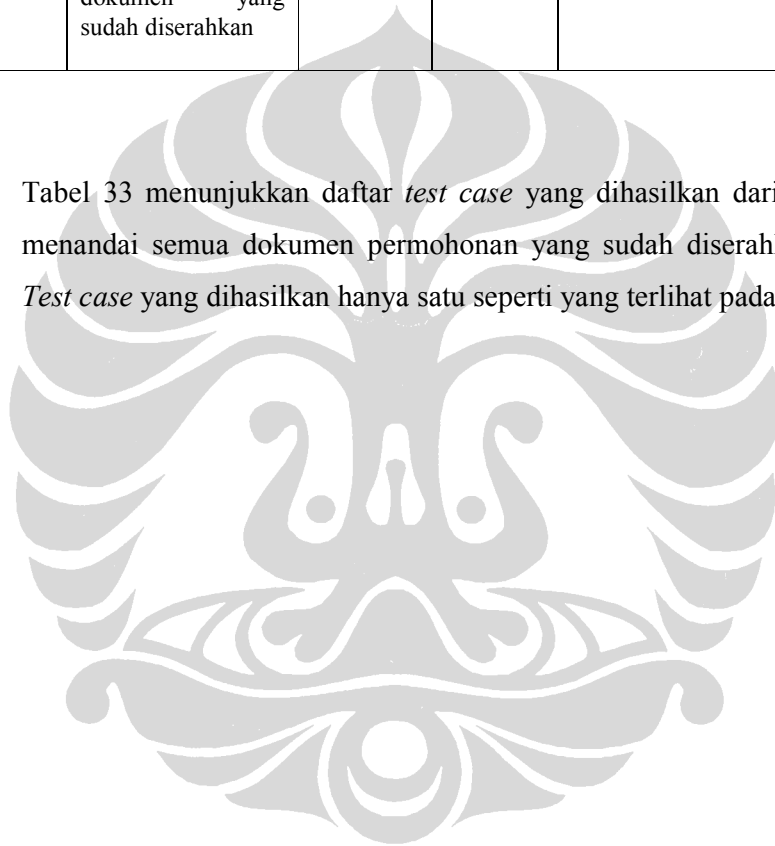 dokumen yang
sudah diserahkan
Tabel 33 menunjukkan daftar test case yang dihasilkan dari
menandai semua dokumen permohonan yang sudah diserahk
Test case yang dihasilkan hanya satu seperti yang terlihat pada